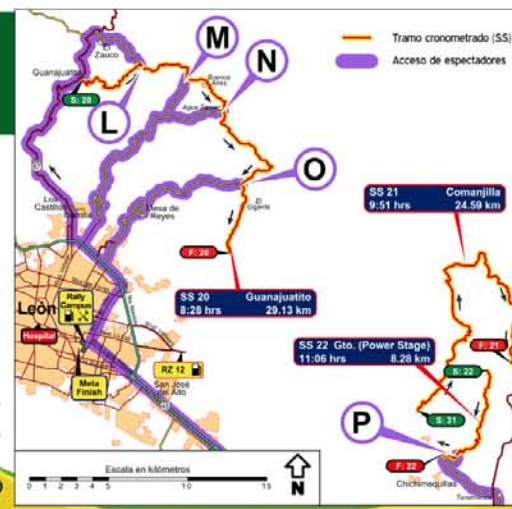 Tramo cronometrado (SS)
Acceso de espectadores
M
N
L
O
P
El
Zauco
Guanajuatito
S: 20
Buenos
Aires
Los
Castillos
Mesa de
Reyes
El
Gigante
F: 20
SS 20 Guanajuatito
8:28 hrs 29.13 km
SS 21 Comanjilla
9:51 hrs 24.59 km
SS 22 Gto. (Power Stage)
11:06 hrs 8.28 km
F: 21
S: 22
S: 21
F: 22
Chichimequillas
León
Rally
Campus
Hospital
Meta
Finish
RZ 12
San José
del Alto
Escala en kilómetros
0 1 2 3 4 5 10 15
N